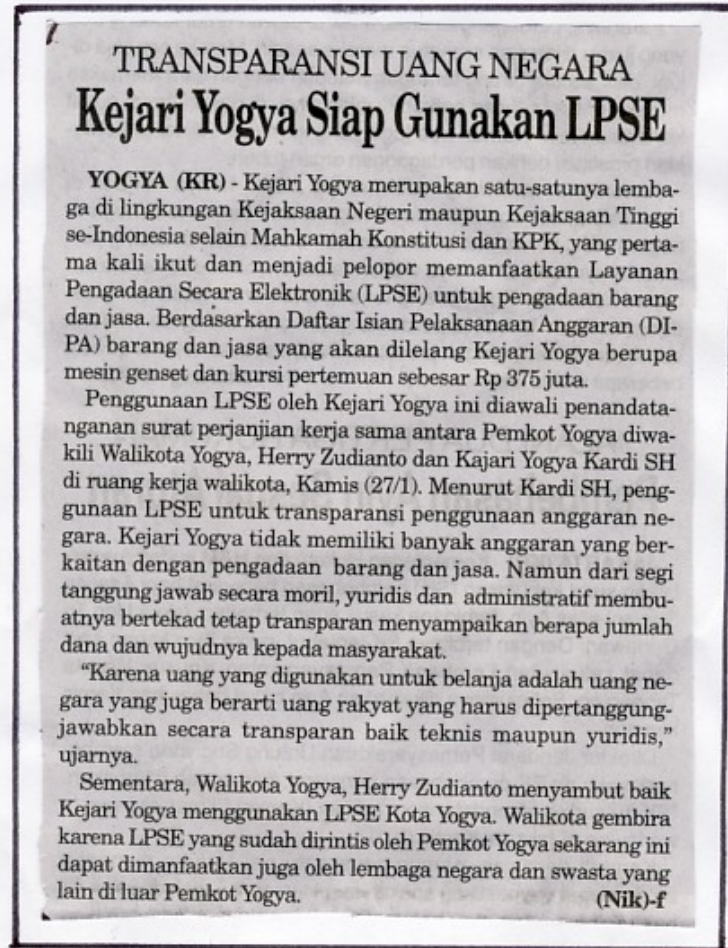 TRANSPARANSI UANG NEGARA
Kejari Yogya Siap Gunakan LPSE
YOGYA (KR) - Kejari Yogya merupakan satu-satunya lemba-
ga di lingkungan Kejaksaan Negeri maupun Kejaksaan Tinggi
se-Indonesia selain Mahkamah Konstitusi dan KPK, yang perta-
ma kali ikut dan menjadi pelopor memanfaatkan Layanan
Pengadaan Secara Elektronik (LPSE) untuk pengadaan barang
dan jasa. Berdasarkan Daftar Isian Pelaksanaan Anggaran (DI-
PA) barang dan jasa yang akan dilelang Kejari Yogya berupa
mesin genset dan kursi pertemuan sebesar Rp 375 juta.
Penggunaan LPSE oleh Kejari Yogya ini diawali penandata-
nganan surat perjanjian kerja sama antara Pemkot Yogya diwa-
kili Walikota Yogya, Herry Zudianto dan Kajari Yogya Kardi SH
di ruang kerja walikota, Kamis (27/1). Menurut Kardi SH, peng-
gunaan LPSE untuk transparansi penggunaan anggaran ne-
gara. Kejari Yogya tidak memiliki banyak anggaran yang ber-
kaitan dengan pengadaan barang dan jasa. Namun dari segi
tanggung jawab secara moril, yuridis dan administratif membu-
atnya bertekad tetap transparan menyampaikan berapa jumlah
dana dan wujudnya kepada masyarakat.
"Karena uang yang digunakan untuk belanja adalah uang ne-
gara yang juga berarti uang rakyat yang harus dipertanggung-
jawabkan secara transparan baik teknis maupun yuridis,"
ujarnya.
Sementara, Walikota Yogya, Herry Zudianto menyambut baik
Kejari Yogya menggunakan LPSE Kota Yogya. Walikota gembira
karena LPSE yang sudah dirintis oleh Pemkot Yogya sekarang ini
dapat dimanfaatkan juga oleh lembaga negara dan swasta yang
lain di luar Pemkot Yogya. (Nik)-f